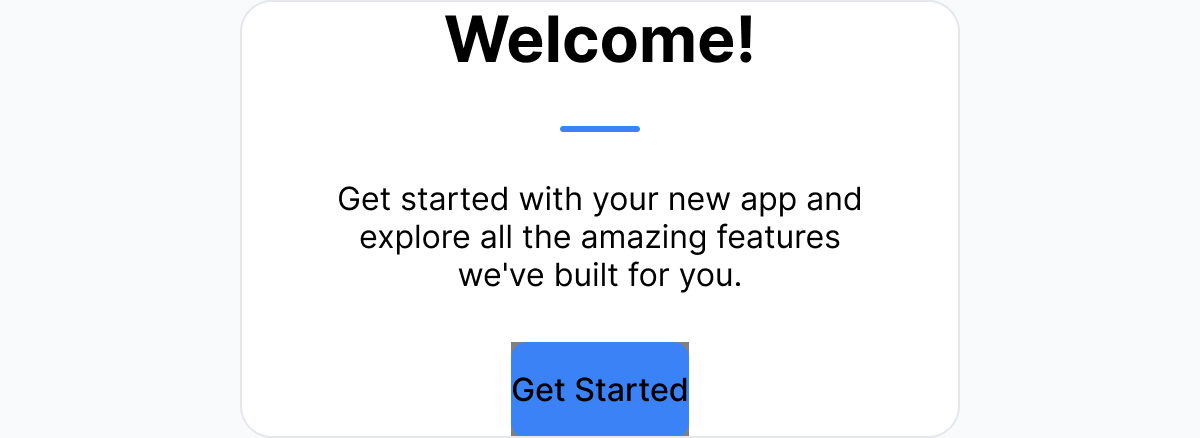 Welcome!
Get started with your new app and
explore all the amazing features
we've built for you.
Get Started